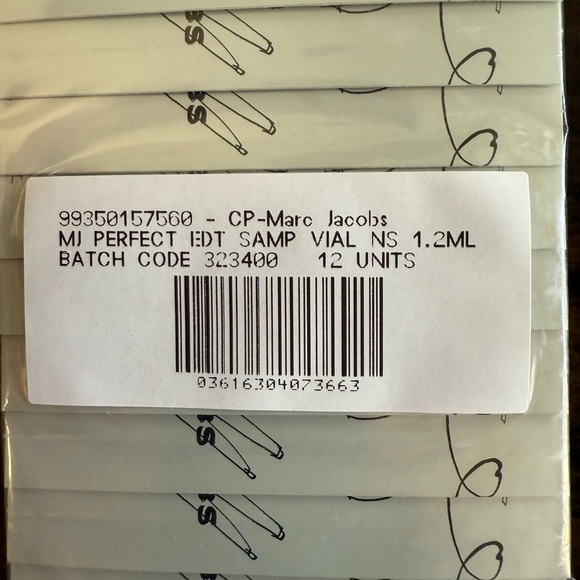 99350157560 - CP-Marc Jacobs
MJ PERFECT EDT SAMP VIAL NS 1.2ML
BATCH CODE 323400 12 UNITS
03616304073663